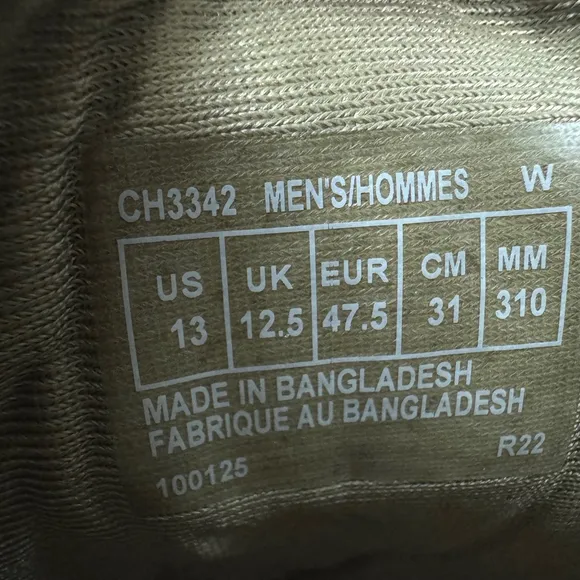 CH3342 MEN'S/HOMMES W
US UK EUR CM MM
13 12.5 47.5 31 310
MADE IN BANGLADESH
FABRIQUE AU BANGLADESH
100125 R22